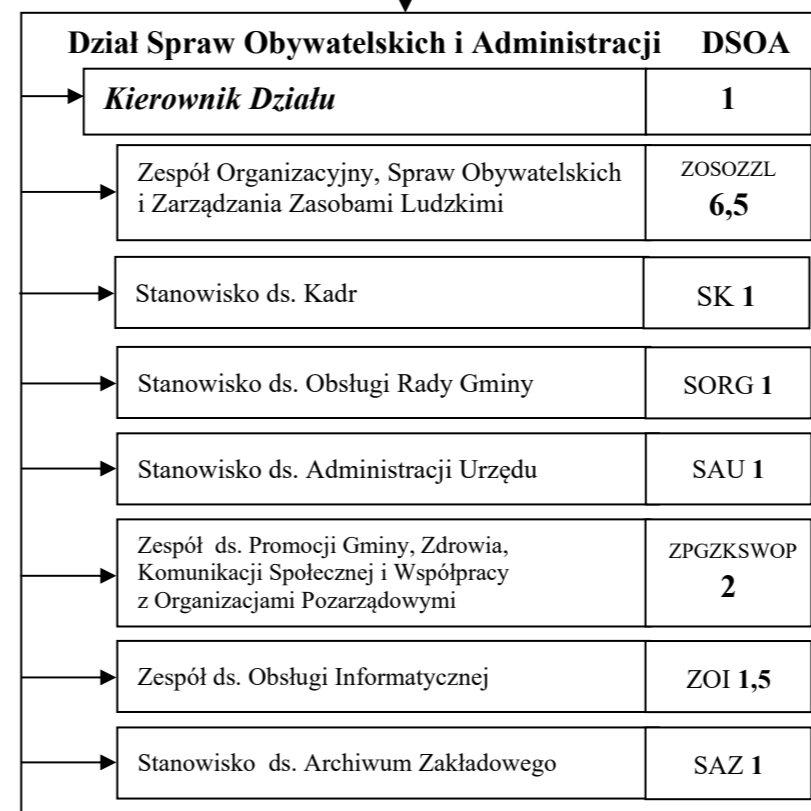 Dział Spraw Obywatelskich i Administracji DSOA
Kierownik Działu 1
Zespół Organizacyjny, Spraw Obywatelskich
i Zarządzania Zasobami Ludzkimi
ZOSOZZL
6,5
Stanowisko ds. Kadr SK 1
Stanowisko ds. Obsługi Rady Gminy SORG 1
Stanowisko ds. Administracji Urzędu SAU 1
Zespół ds. Promocji Gminy, Zdrowia,
Komunikacji Społecznej i Współpracy
z Organizacjami Pozarządowymi
ZPGZKSWOP
2
Zespół ds. Obsługi Informatycznej ZOI 1,5
Stanowisko ds. Archiwum Zakładowego SAZ 1